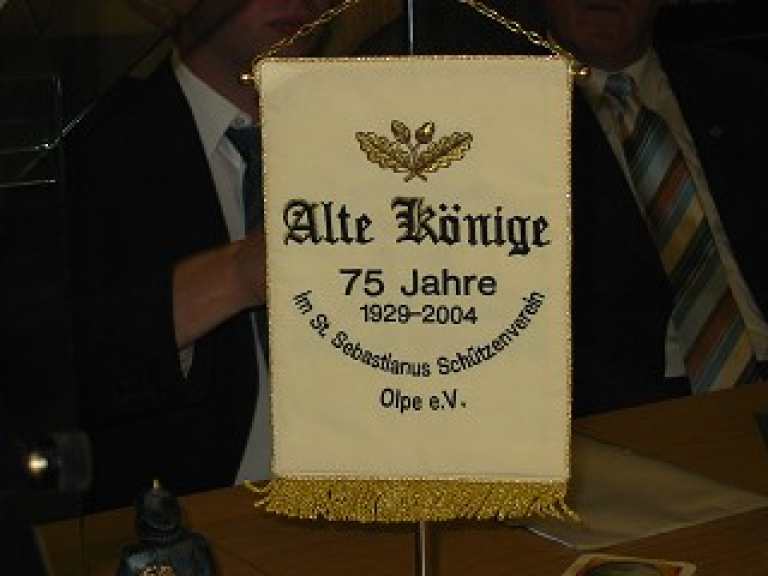 Alte Könige
75 Jahre
1929-2004
im St. Sebastianus Schützenverein
Olpe e.V.